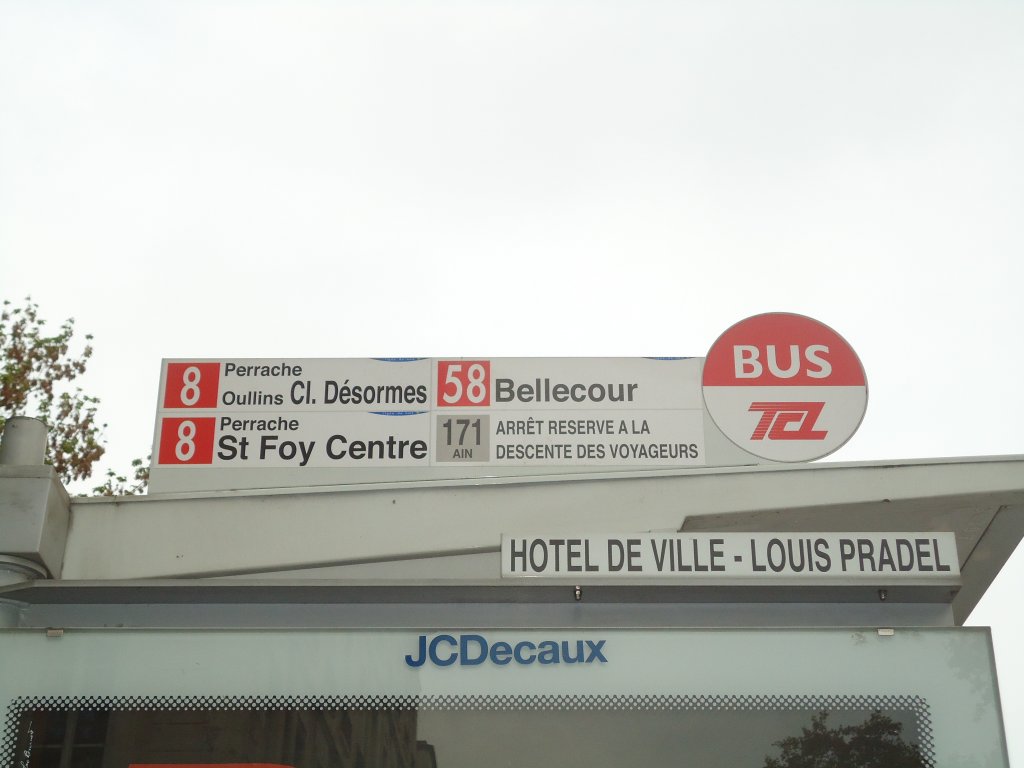 8 Perrache
Oullins Cl. Désormes
8 Perrache
St Foy Centre
58 Bellecour
171 AIN
ARRÊT RESERVE A LA
DESCENTE DES VOYAGEURS
BUS
TCL
HOTEL DE VILLE - LOUIS PRADEL
JCDecaux